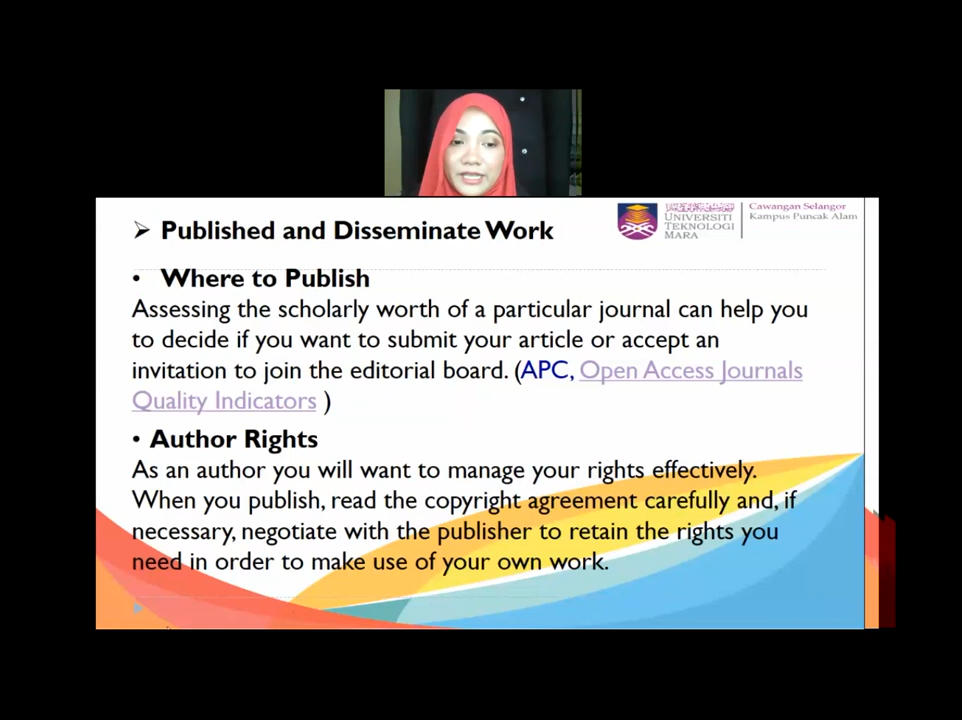 Published and Disseminate Work
UNIVERSITI
TEKNOLOGI
MARA
Cawangan Selangor
Kampus Puncak Alam
• Where to Publish
Assessing the scholarly worth of a particular journal can help you
to decide if you want to submit your article or accept an
invitation to join the editorial board. (APC, Open Access Journals
Quality Indicators )
• Author Rights
As an author you will want to manage your rights effectively.
When you publish, read the copyright agreement carefully and, if
necessary, negotiate with the publisher to retain the rights you
need in order to make use of your own work.